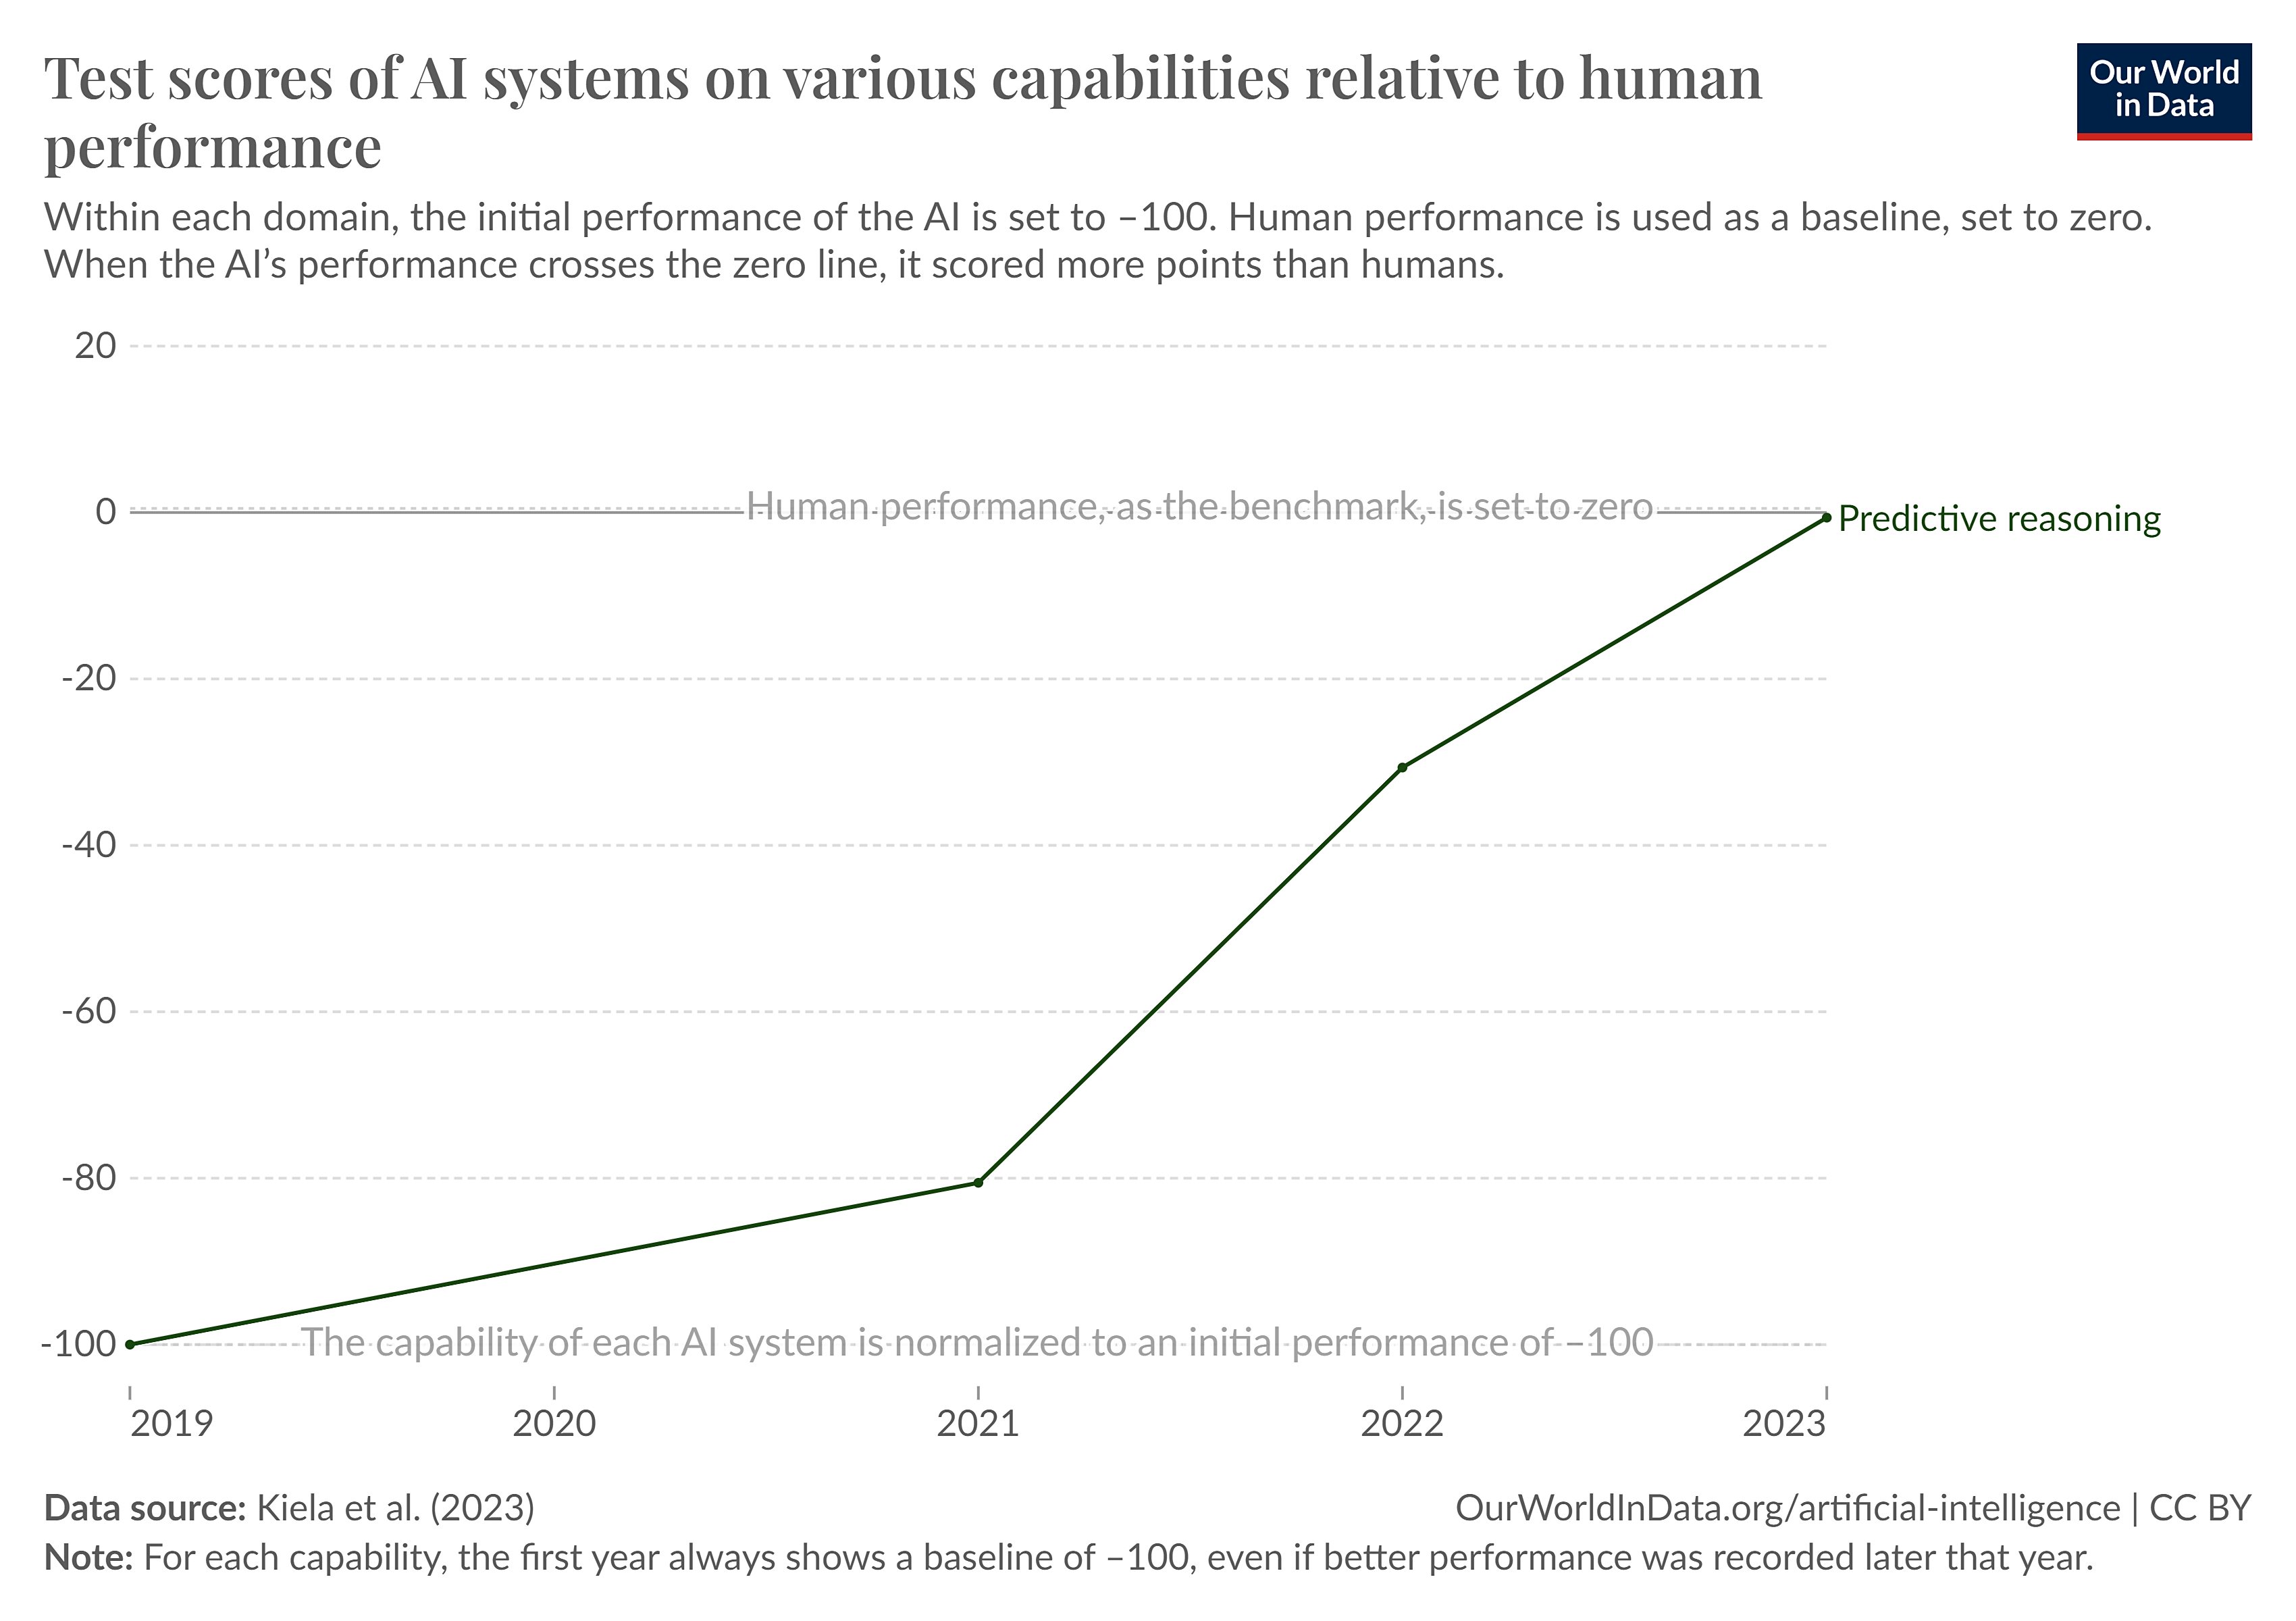 Test scores of AI systems on various capabilities relative to human
performance
Our World
in Data
Within each domain, the initial performance of the AI is set to –100. Human performance is used as a baseline, set to zero.
When the AI’s performance crosses the zero line, it scored more points than humans.
20
0
Human performance, as the benchmark, is set to zero
Predictive reasoning
-20
-40
-60
-80
-100
The capability of each AI system is normalized to an initial performance of –100
2019
2020
2021
2022
2023
Data source: Kiela et al. (2023)
OurWorldInData.org/artificial-intelligence | CC BY
Note: For each capability, the first year always shows a baseline of –100, even if better performance was recorded later that year.